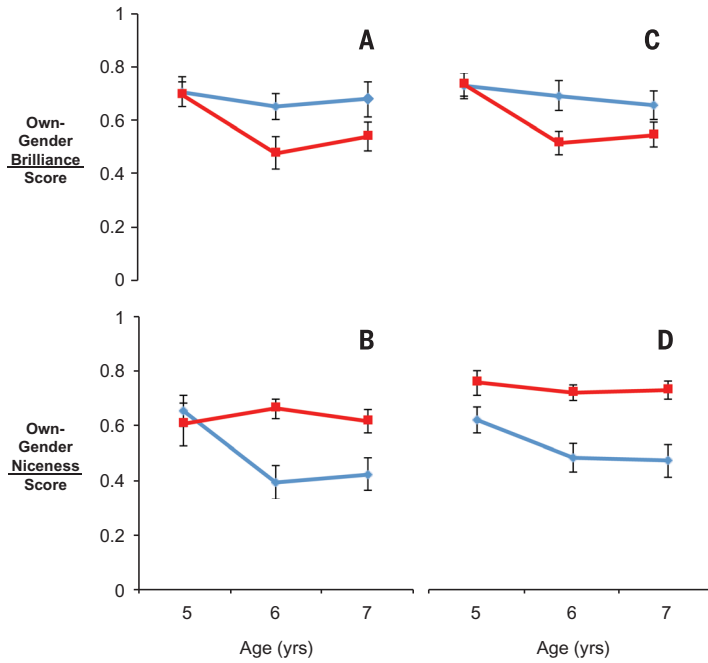 1
0.8
0.6
0.4
0.2
0
Own-
Gender
Brilliance
Score
A
C
1
0.8
0.6
0.4
0.2
0
Own-
Gender
Niceness
Score
B
D
5 6 7 5 6 7
Age (yrs) Age (yrs)